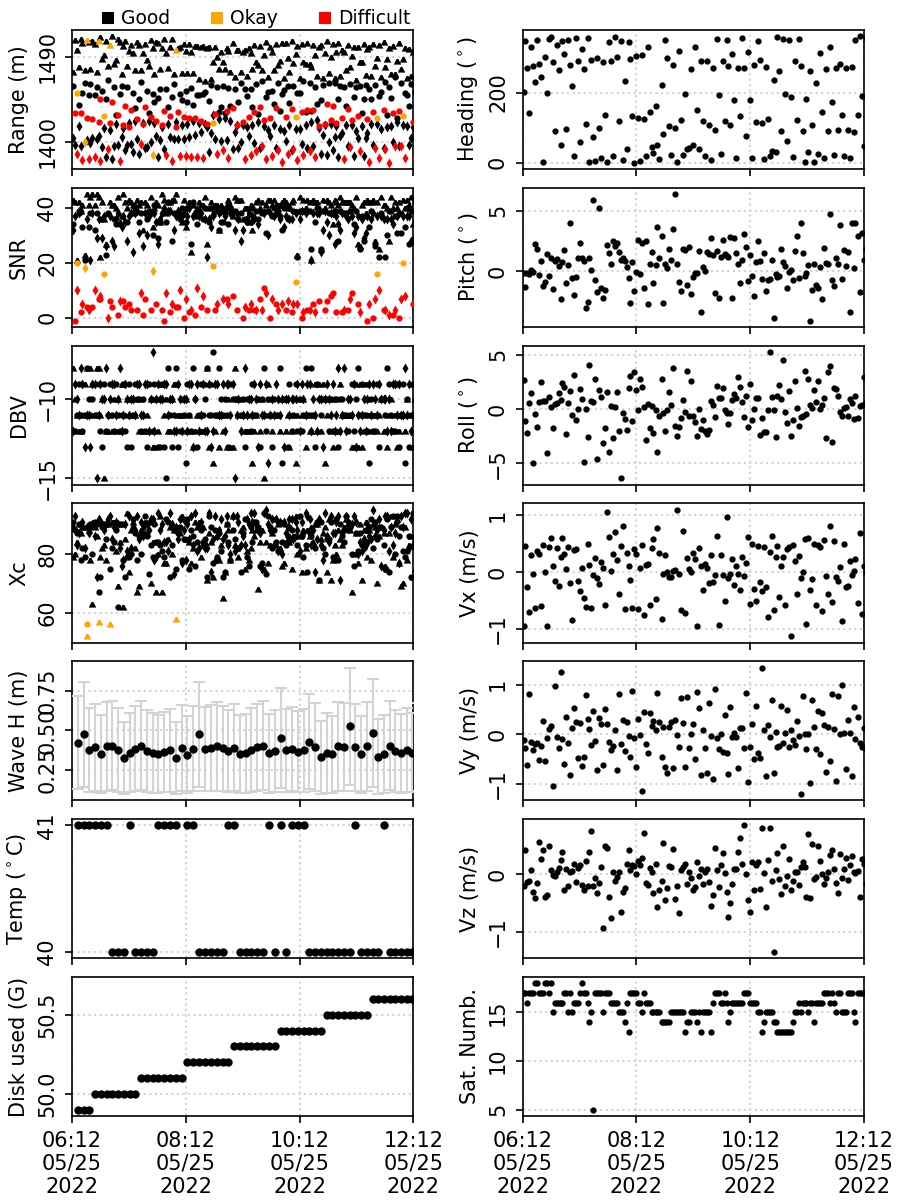 Good Okay Difficult
Range (m)
1490
1400
Heading (°)
200
0
SNR
40
20
0
Pitch (°)
5
0
DBV
−10
−15
Roll (°)
5
0
−5
Xc
80
60
Vx (m/s)
1
0
−1
Wave H (m)
0.75
0.50
0.25
Vy (m/s)
1
0
−1
Temp (°C)
41
40
Vz (m/s)
0
−1
Disk used (G)
50.5
50.0
Sat. Numb.
15
10
5
06:12 08:12 10:12 12:12
05/25 05/25 05/25 05/25
2022 2022 2022 2022
06:12 08:12 10:12 12:12
05/25 05/25 05/25 05/25
2022 2022 2022 2022